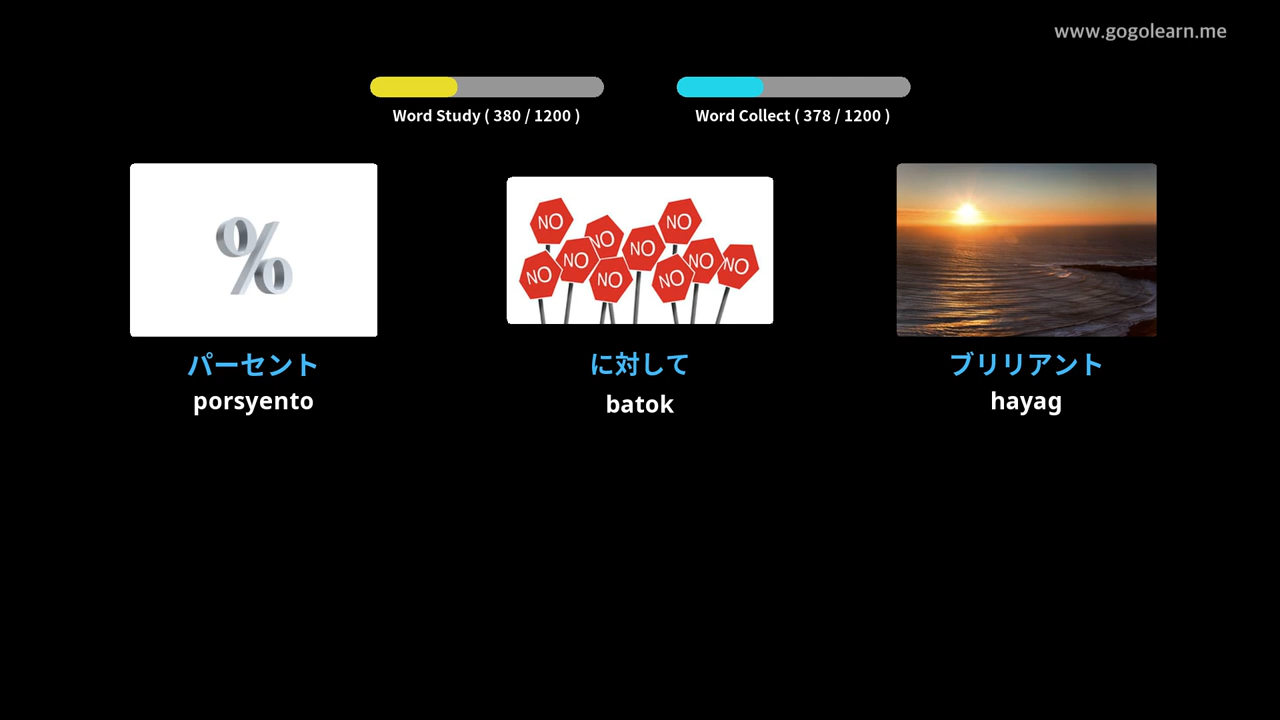 www.gogolearn.me
Word Study ( 380 / 1200 )
Word Collect ( 378 / 1200 )
NO
NO
NO
NO
NO
NO
NO
NO
NO
NO
パーセント
porsyento
に対して
batok
ブリリアント
hayag